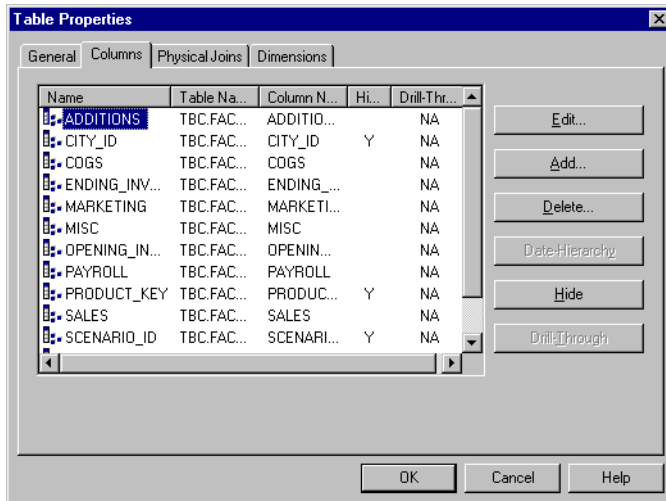 Table Properties
General Columns Physical Joins Dimensions
Name Table Na... Column N... Hi... Drill-Thr...
ADDITIONS TBC.FAC... ADDITIO... NA
CITY_ID TBC.FAC... CITY_ID Y NA
COGS TBC.FAC... COGS NA
ENDING_INV... TBC.FAC... ENDING_... NA
MARKETING TBC.FAC... MARKETI... NA
MISC TBC.FAC... MISC NA
OPENING_IN... TBC.FAC... OPENIN... NA
PAYROLL TBC.FAC... PAYROLL NA
PRODUCT_KEY TBC.FAC... PRODUC... Y NA
SALES TBC.FAC... SALES NA
SCENARIO_ID TBC.FAC... SCENARI... Y NA
Edit...
Add...
Delete...
Date-Hierarchy
Hide
Drill-Through
OK Cancel Help